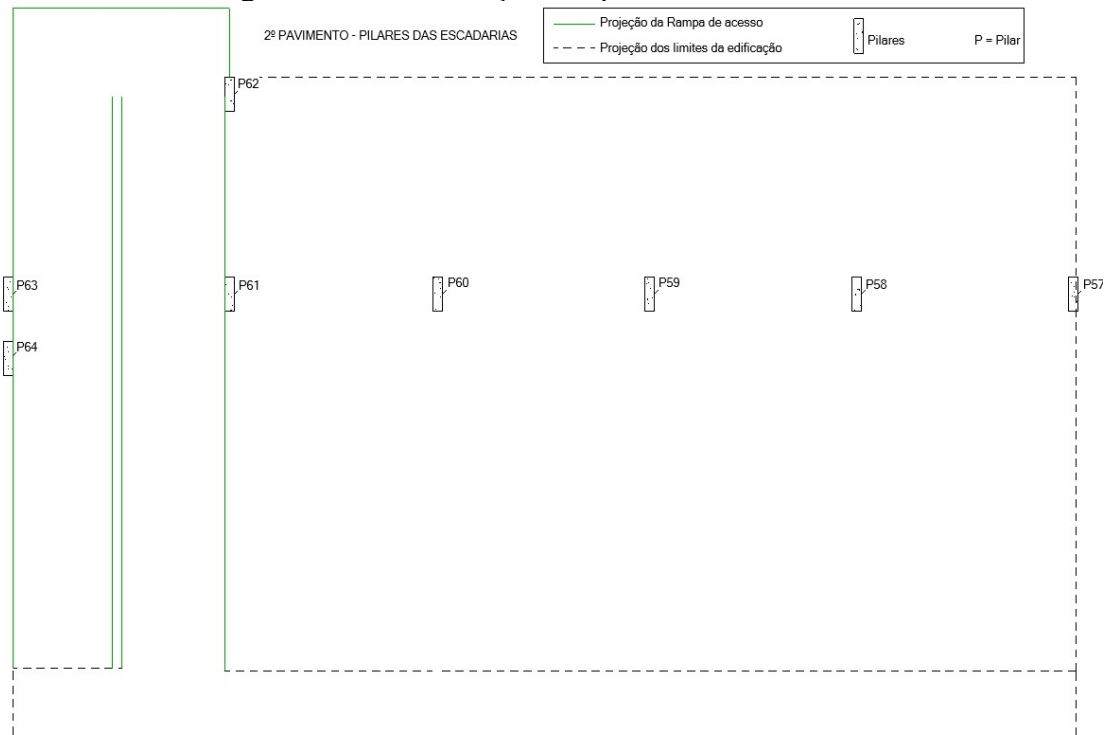 2º PAVIMENTO - PILARES DAS ESCADARIAS
Projeção da Rampa de acesso
Projeção dos limites da edificação
Pilares
P = Pilar
P62
P63
P61
P60
P59
P58
P57
P64